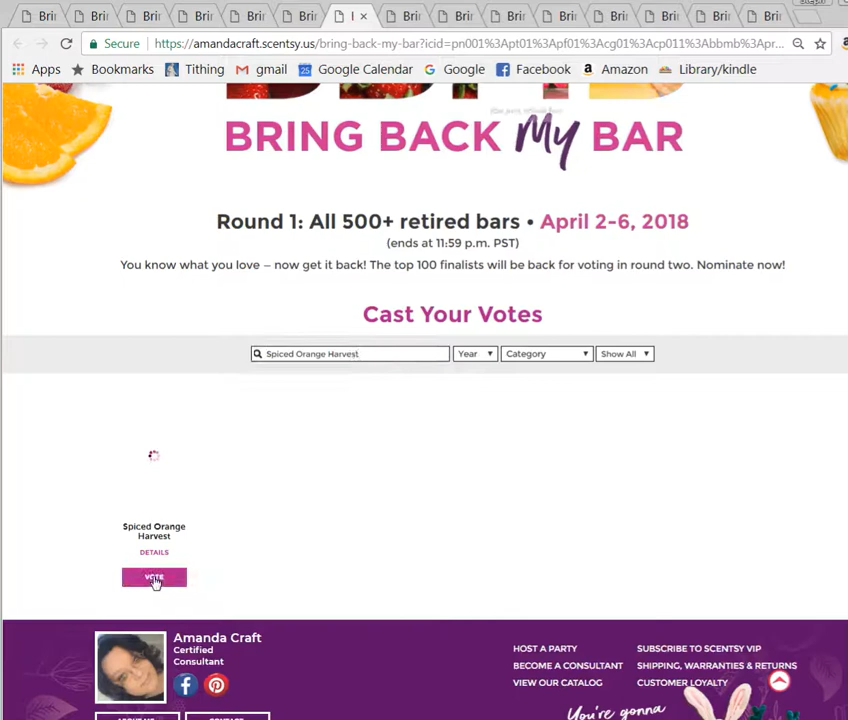 Steph
Bri
Bri
Bri
Bri
Bri
Bri
Bri
Bri
Bri
Bri
Bri
Bri
Bri
Bri
Secure https://amandacraft.scentsy.us/bring-back-my-bar?icid=pn001%3Apt01%3Apf01%3Acg01%3Acp011%3Abbmb%3Apr...
Apps Bookmarks Tithing gmail Google Calendar Google Facebook Amazon Library/kindle
BRING BACK My BAR
Round 1: All 500+ retired bars • April 2-6, 2018
(ends at 11:59 p.m. PST)
You know what you love – now get it back! The top 100 finalists will be back for voting in round two. Nominate now!
Cast Your Votes
Spiced Orange Harvest Year Category Show All
Spiced Orange
Harvest
DETAILS
VOTE
Amanda Craft
Certified
Consultant
HOST A PARTY
BECOME A CONSULTANT
VIEW OUR CATALOG
SUBSCRIBE TO SCENTSY VIP
SHIPPING, WARRANTIES & RETURNS
CUSTOMER LOYALTY
You're gonna